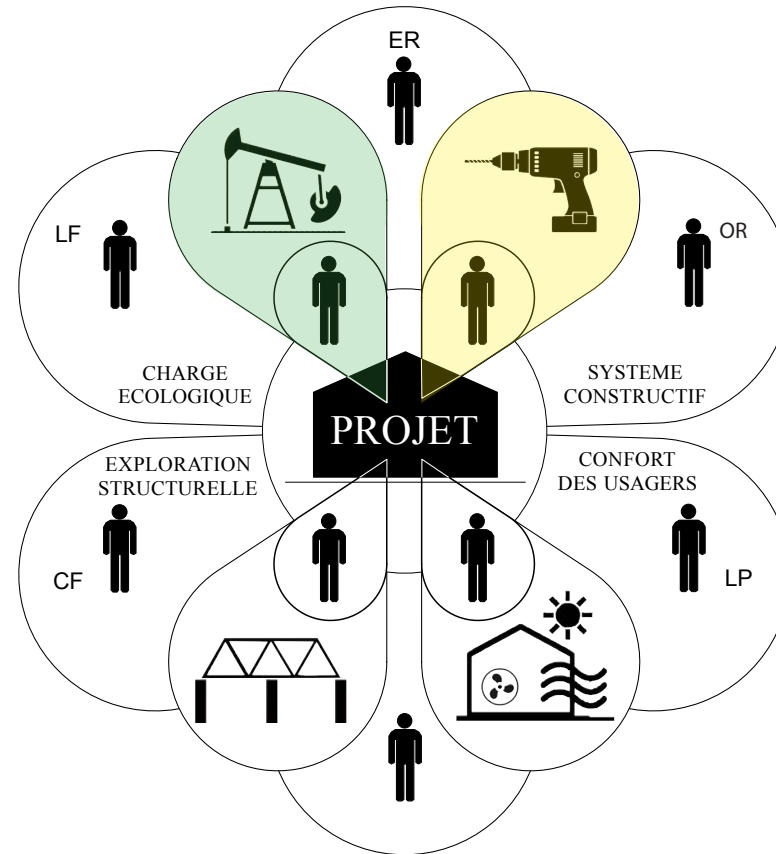 ER
LF
OR
CHARGE
ECOLOGIQUE
SYSTEME
CONSTRUCTIF
PROJET
EXPLORATION
STRUCTURELLE
CONFORT
DES USAGERS
CF
LP